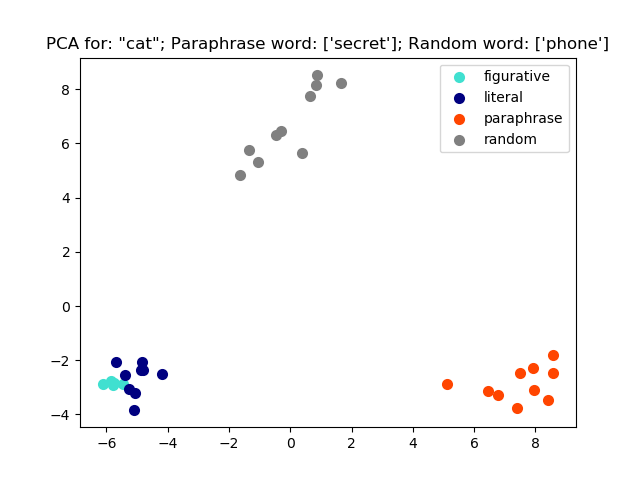 PCA for: "cat"; Paraphrase word: ['secret']; Random word: ['phone']
figurative
literal
paraphrase
random
8
6
4
2
0
−2
−4
−6 −4 −2 0 2 4 6 8